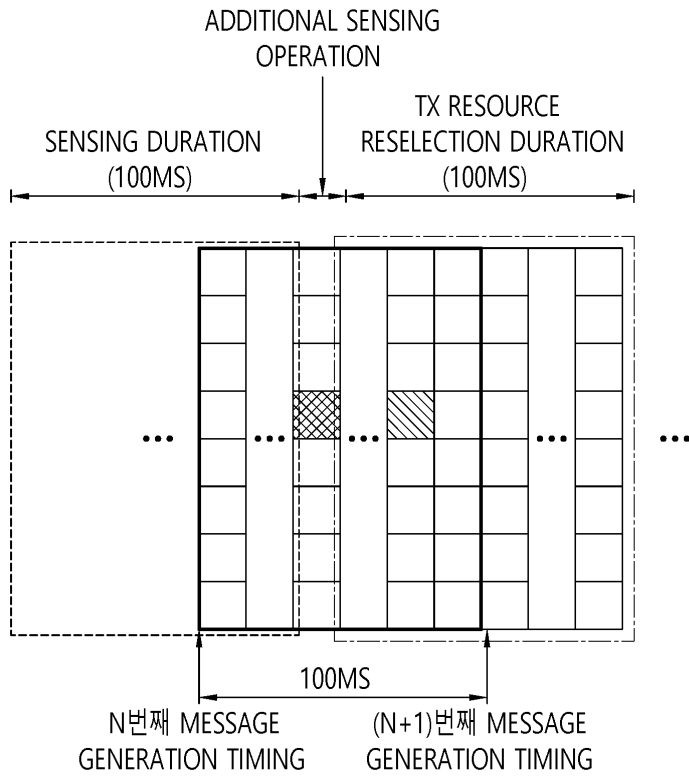 ADDITIONAL SENSING
OPERATION
TX RESOURCE
RESELECTION DURATION
(100MS)
SENSING DURATION
(100MS)
100MS
N번째 MESSAGE
GENERATION TIMING
(N+1)번째 MESSAGE
GENERATION TIMING